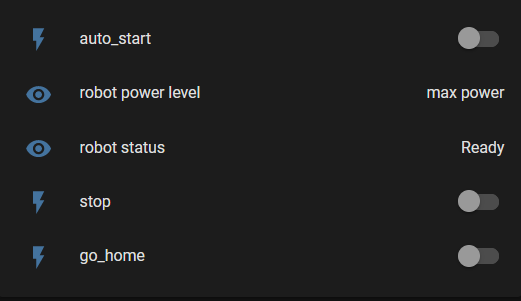 auto_start
robot power level max power
robot status Ready
stop
go_home